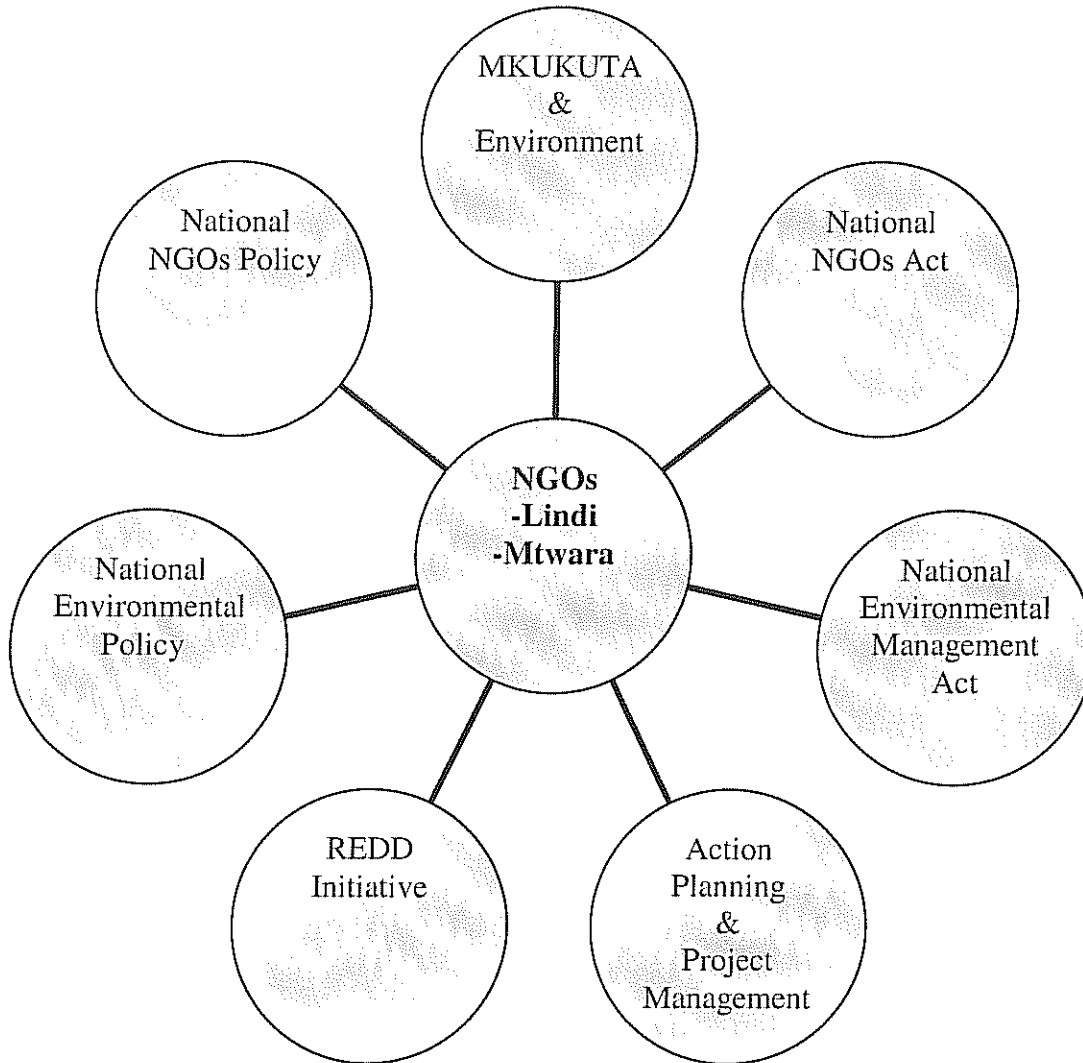 MKUKUTA
&
Environment
National
NGOs Policy
National
NGOs Act
NGOs
-Lindi
-Mtwara
National
Environmental
Policy
National
Environmental
Management
Act
REDD
Initiative
Action
Planning
&
Project
Management